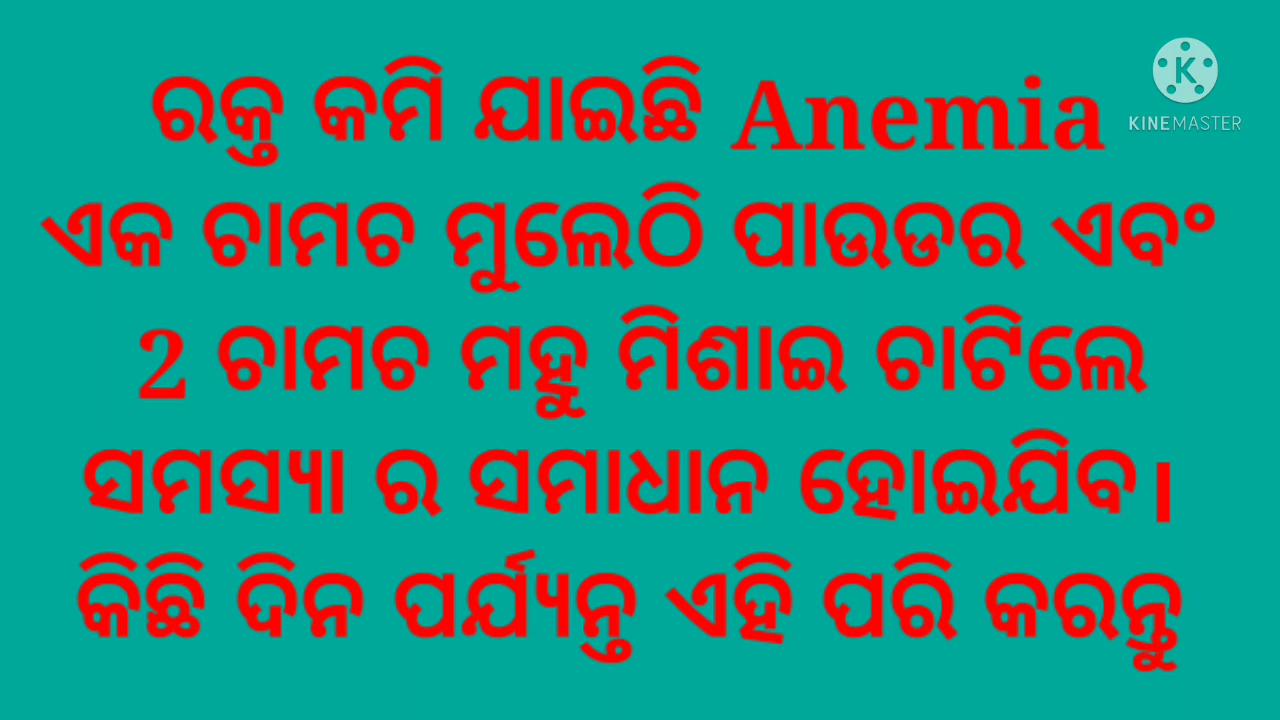 ରକ୍ତ କମି ଯାଇଛି Anemia
ଏକ ଚାମଚ ମୁଲେଠି ପାଉଡର ଏବଂ
2 ଚାମଚ ମହୁ ମିଶାଇ ଚାଟିଲେ
ସମସ୍ୟା ର ସମାଧାନ ହୋଇଯିବ।
କିଛି ଦିନ ପର୍ଯ୍ୟନ୍ତ ଏହି ପରି କରନ୍ତୁ
K
KINEMASTER